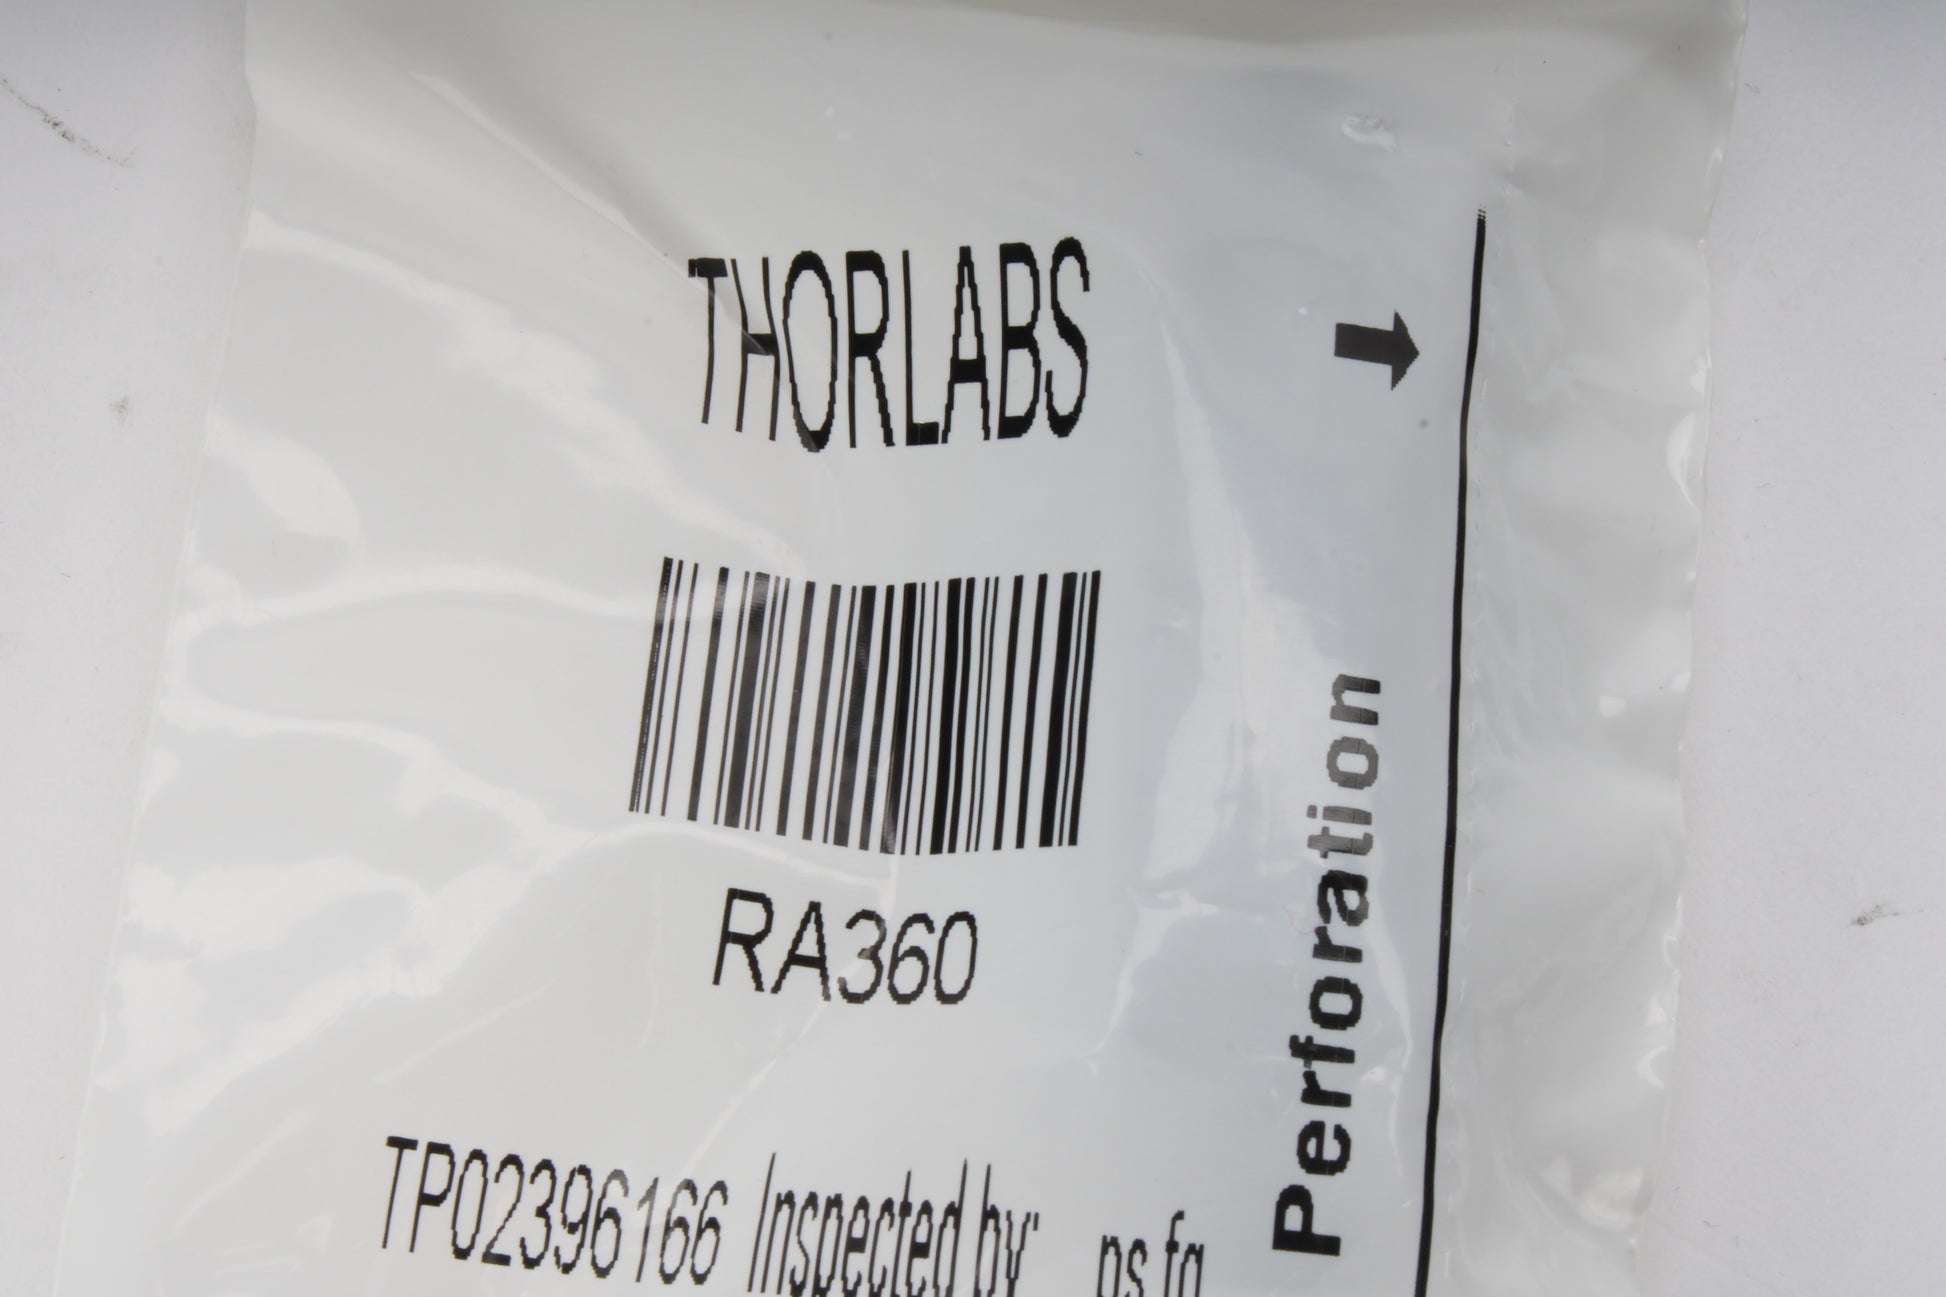 THORLABS
RA360
TP02396166 Inspected by:
Perforation